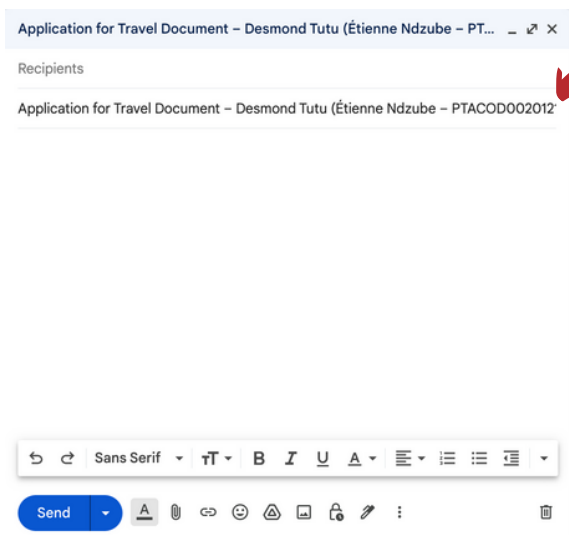 Application for Travel Document – Desmond Tutu (Étienne Ndzube – PT...
Recipients
Application for Travel Document – Desmond Tutu (Étienne Ndzube – PTACOD002012
Sans Serif
B I U A
Send
A